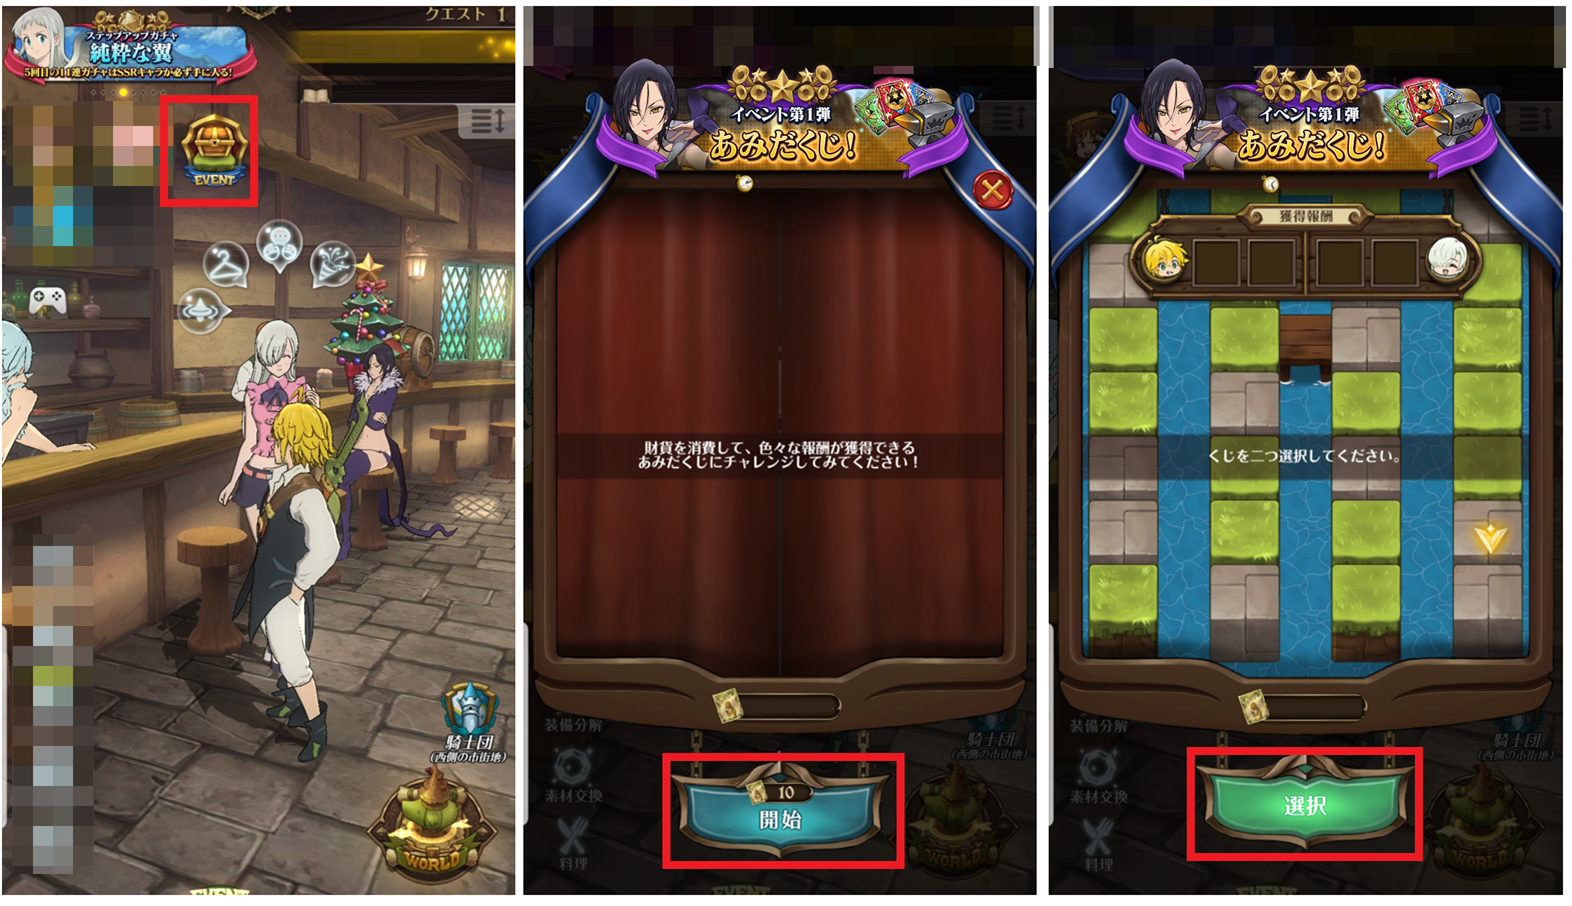 クエスト 1
ステップアップガチャ
純粋な翼
5回目の11連ガチャはSSRキャラが必ず手に入る!
EVENT
騎士団
(西側の市街地)
WORLD
EVENT
イベント第1弾
あみだくじ!
財貨を消費して、色々な報酬が獲得できる
あみだくじにチャレンジしてみてください!
装備分解
騎士団
(西側の市街地)
素材交換
10
開始
料理
WORLD
EVENT
イベント第1弾
あみだくじ!
獲得報酬
くじを二つ選択してください。
装備分解
騎士団
(西側の市街地)
素材交換
選択
料理
WORLD
EVENT